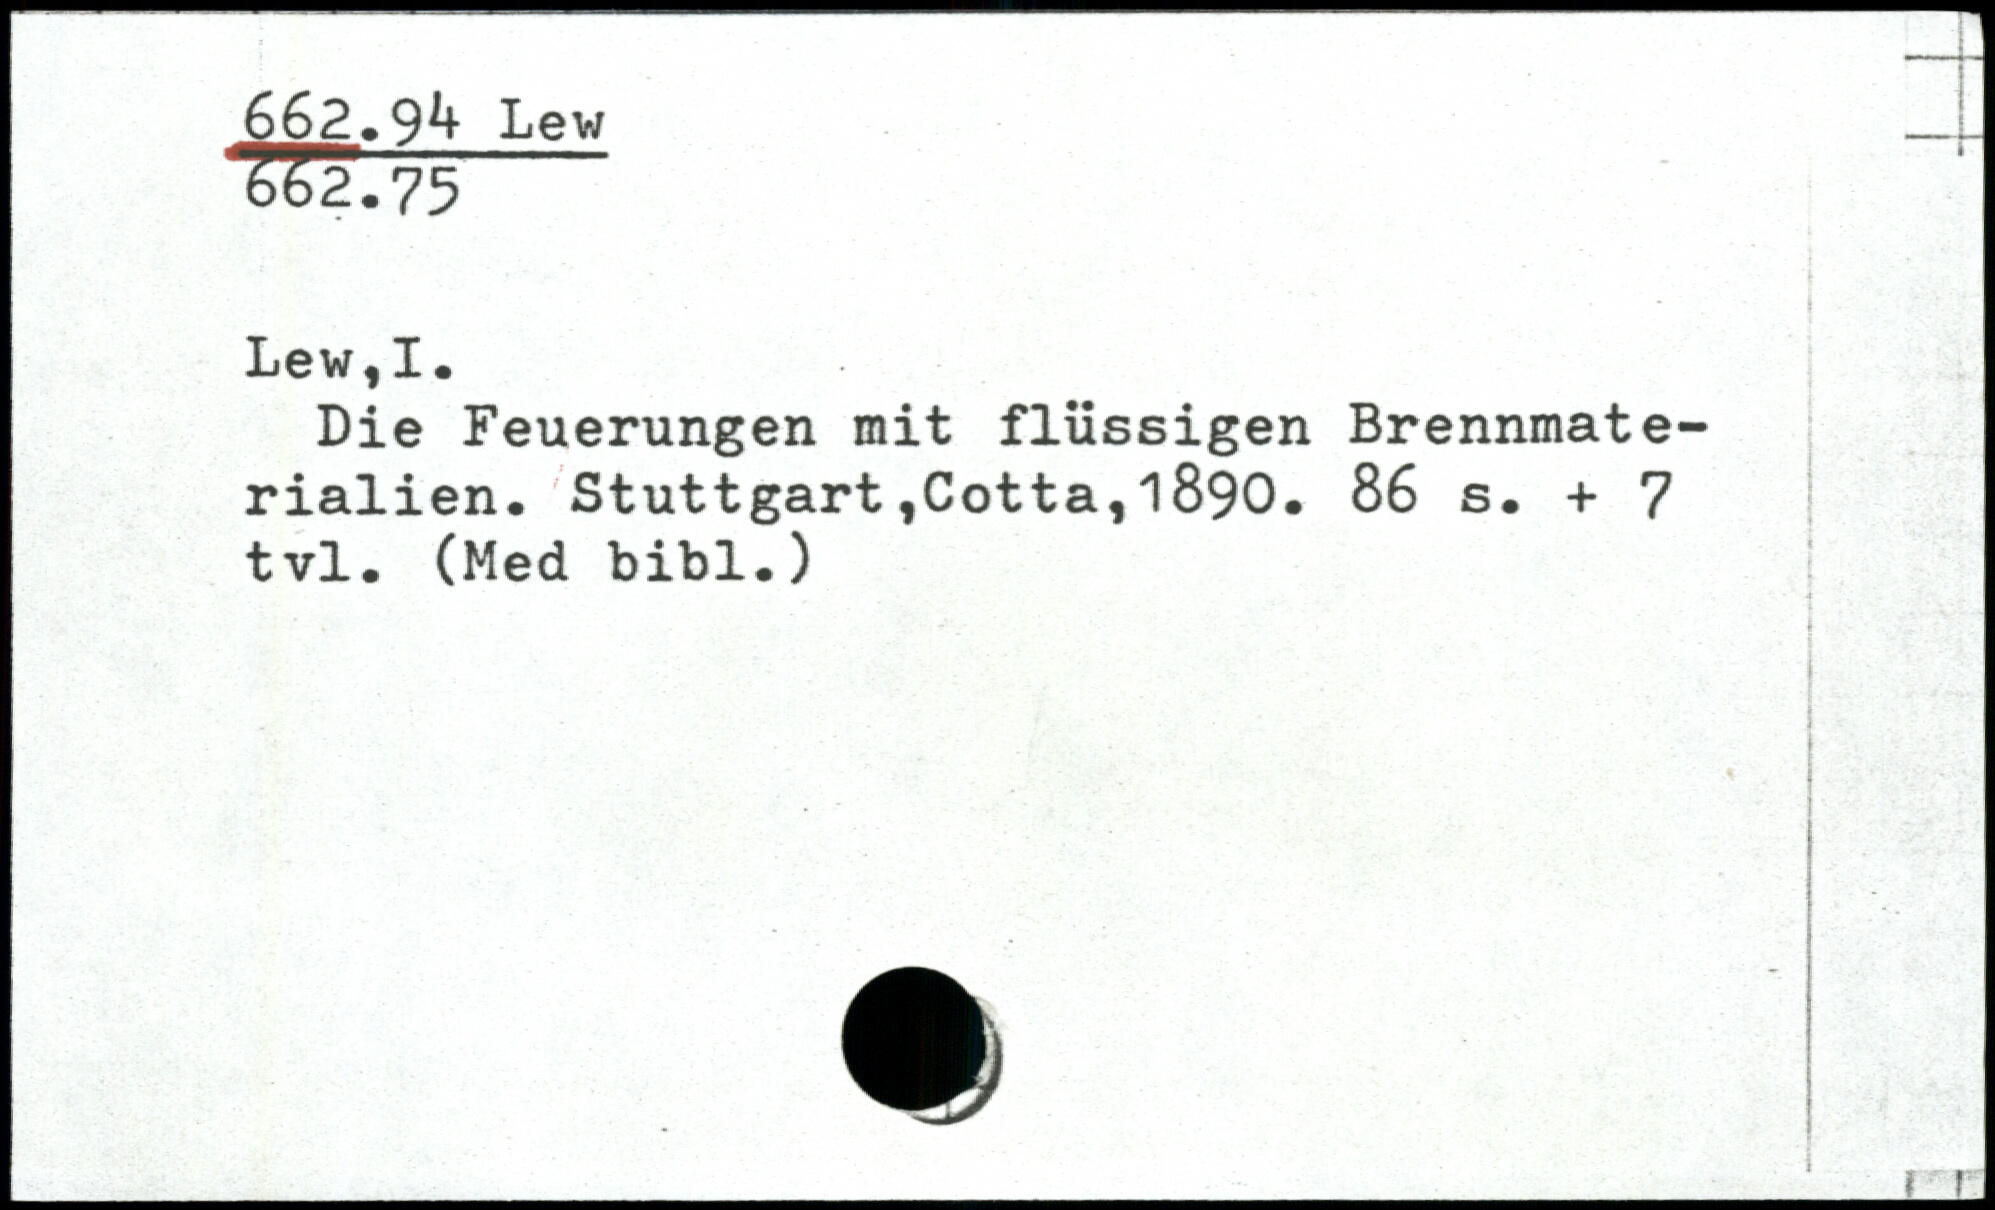 662.94 Lew
662.75
Lew,I.
Die Feuerungen mit flüssigen Brennmate-
rialien. Stuttgart,Cotta,1890. 86 s. + 7
tvl. (Med bibl.)